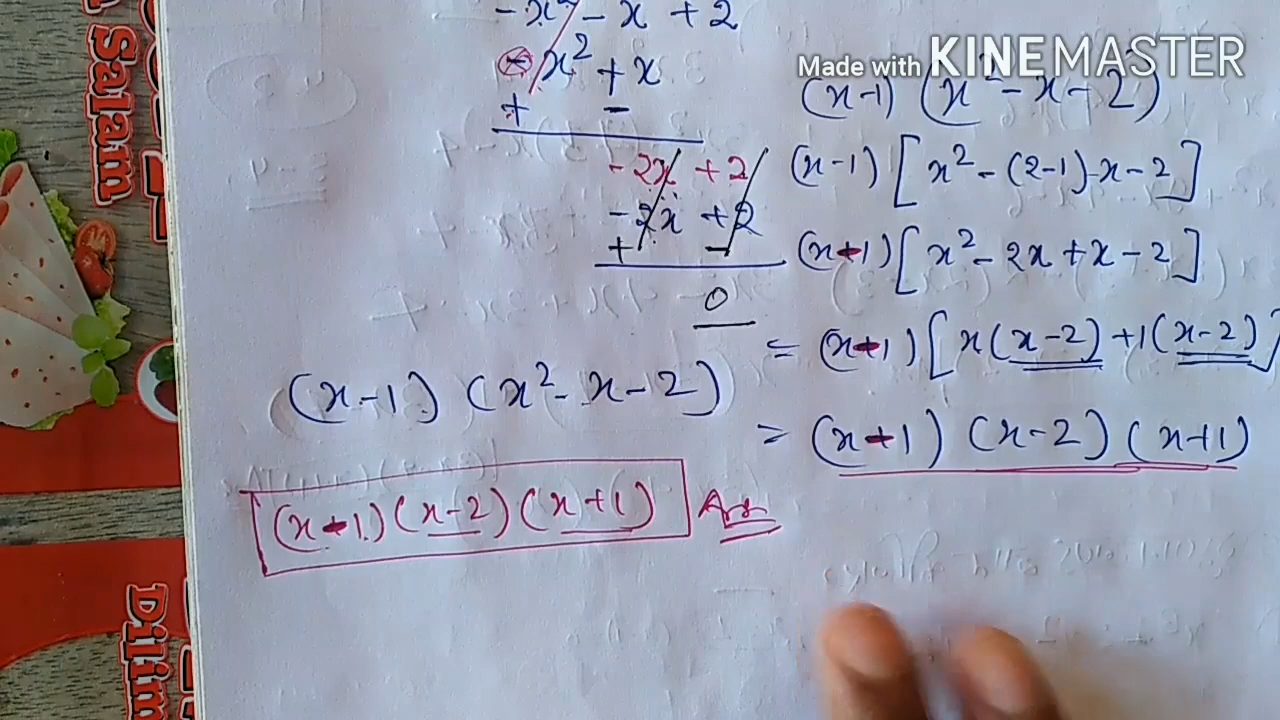 Made with KINEMASTER
Salam
Dilim
- x² - x + 2
- x² + x
+ -
- 2x + 2
- 2x + 2
+ -
0
(x-1) (x² - x - 2)
(x-1) (x² - x - 2)
(x-1) [x² - (2-1) x - 2]
(x-1) [x² - 2x + x - 2]
= (x-1) [x(x-2) + 1(x-2)]
= (x-1) (x-2) (x+1)
(x-1) (x-2) (x+1) Ans